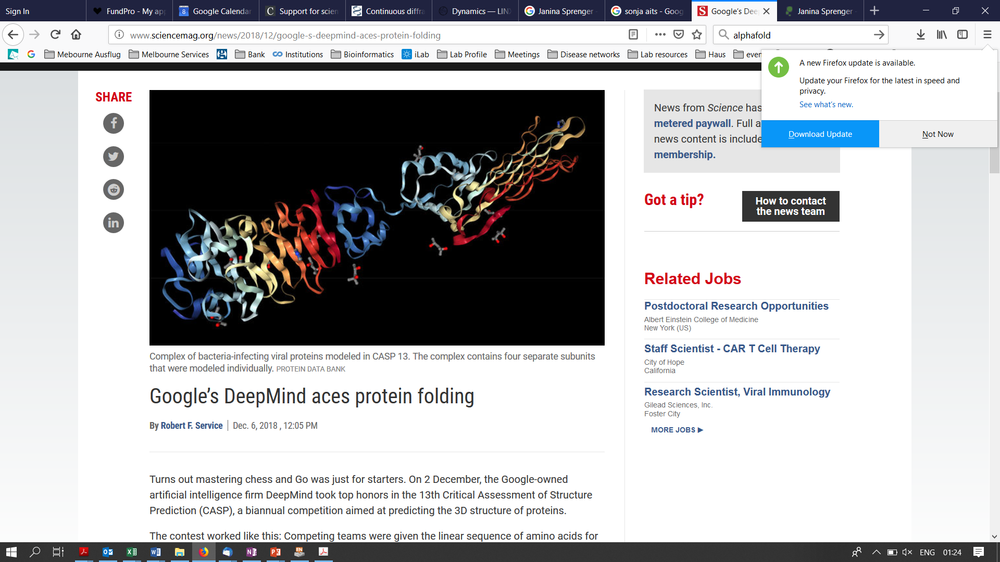 Sign In
FundPro - My app
Google Calendar
Support for scien
Continuous diffra
Dynamics — LINX
Janina Sprenger -
sonja aits - Goog
Google's Dee
Janina Sprenger -
www.sciencemag.org/news/2018/12/google-s-deepmind-aces-protein-folding
alphafold
Mebourne Ausflug
Melbourne Services
Bank
Institutions
Bioinformatics
iLab
Lab Profile
Meetings
Disease networks
Lab resources
Haus
even
A new Firefox update is available.
Update your Firefox for the latest in speed and
privacy.
See what's new.
Download Update
Not Now
SHARE
News from Science has
metered paywall. Full a
news content is include
membership.
Got a tip?
How to contact
the news team
Related Jobs
Postdoctoral Research Opportunities
Albert Einstein College of Medicine
New York (US)
Staff Scientist - CAR T Cell Therapy
City of Hope
California
Research Scientist, Viral Immunology
Gilead Sciences, Inc.
Foster City
MORE JOBS ▶
Complex of bacteria-infecting viral proteins modeled in CASP 13. The complex contains four separate subunits
that were modeled individually. PROTEIN DATA BANK
Google’s DeepMind aces protein folding
By Robert F. Service | Dec. 6, 2018 , 12:05 PM
Turns out mastering chess and Go was just for starters. On 2 December, the Google-owned
artificial intelligence firm DeepMind took top honors in the 13th Critical Assessment of Structure
Prediction (CASP), a biannual competition aimed at predicting the 3D structure of proteins.
The contest worked like this: Competing teams were given the linear sequence of amino acids for
ENG
01:24